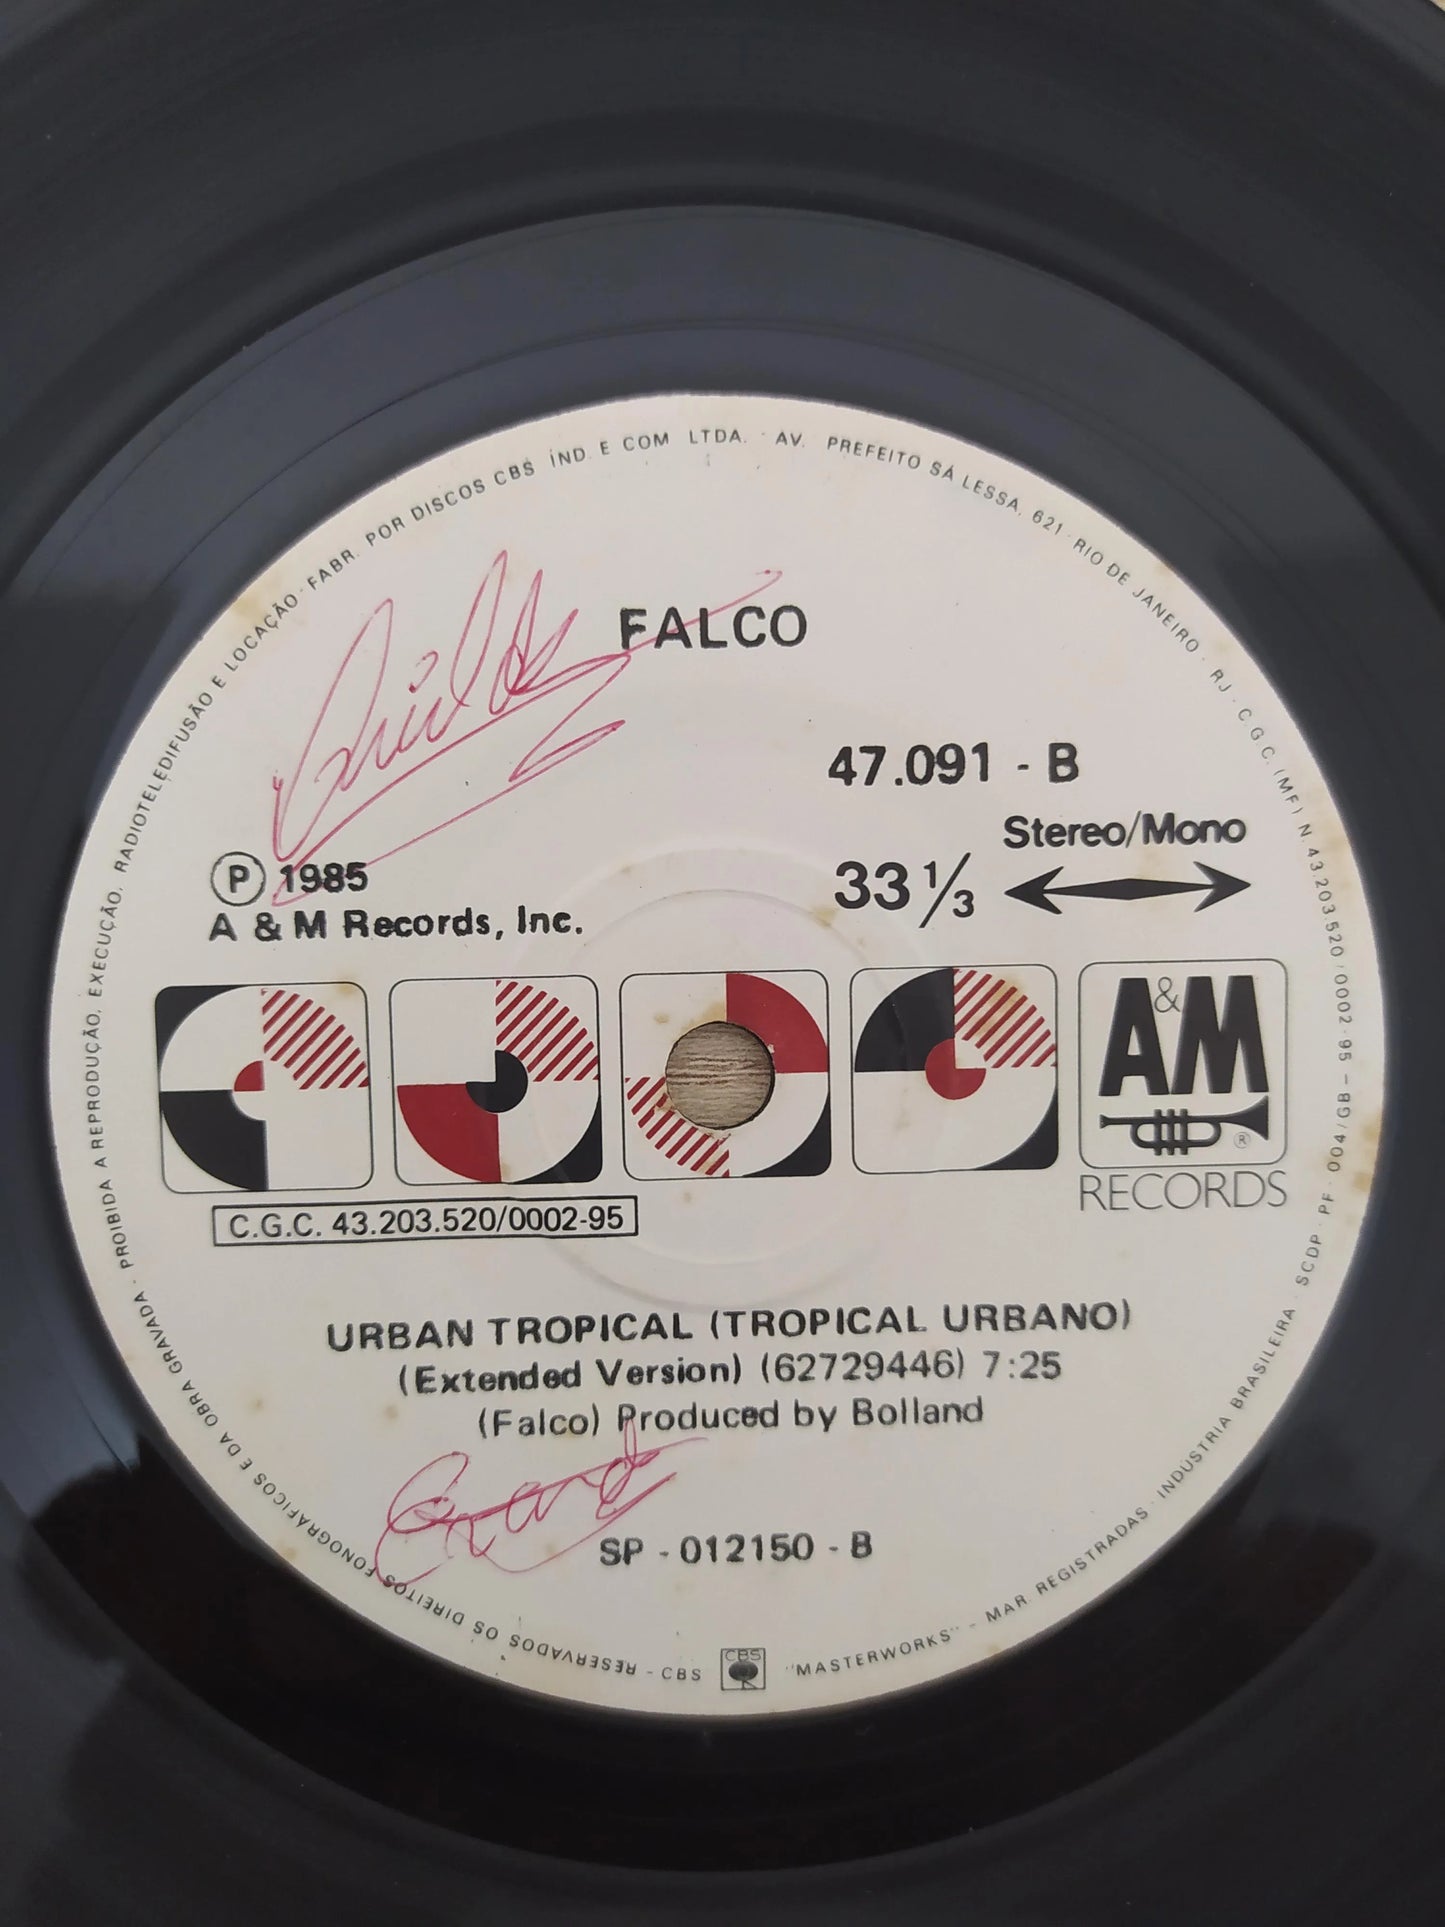 FALCO
47.091 - B
Stereo/Mono
33 1/3
Ⓟ 1985
A & M Records, Inc.
A&M
®
RECORDS
C.G.C. 43.203.520/0002-95
URBAN TROPICAL (TROPICAL URBANO)
(Extended Version) (62729446) 7:25
(Falco) Produced by Bolland
SP - 012150 - B
PROIBIDA A REPRODUÇÃO, EXECUÇÃO, RADIOTELEDIFUSÃO E LOCAÇÃO · FABR. POR DISCOS CBS IND. E COM LTDA. · AV. PREFEITO SÁ LESSA, 621 · RIO DE JANEIRO · RJ · C.G.C. (MF) N. 43.203.520/0002-95 · SCDP · PF · 004/GB - 56
RESERVADOS OS DIREITOS FONOGRÁFICOS E DA OBRA GRAVADA ·
- CBS CBS "MASTERWORKS" - MAR. REGISTRADAS · INDÚSTRIA BRASILEIRA ·